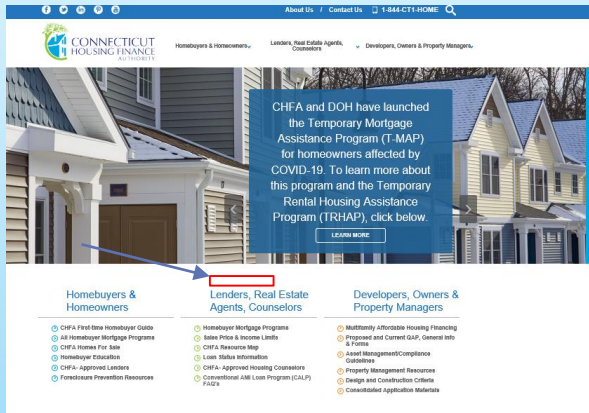 About Us / Contact Us 1-844-CT1-HOME
CONNECTICUT
HOUSING FINANCE
AUTHORITY
Homebuyers & Homeowners
Lenders, Real Estate Agents,
Counselors
Developers, Owners & Property Managers
CHFA and DOH have launched
the Temporary Mortgage
Assistance Program (T-MAP)
for homeowners affected by
COVID-19. To learn more about
this program and the Temporary
Rental Housing Assistance
Program (TRHAP), click below.
LEARN MORE
Homebuyers &
Homeowners
CHFA First-time Homebuyer Guide
All Homebuyer Mortgage Programs
CHFA Homes For Sale
Homebuyer Education
CHFA- Approved Lenders
Foreclosure Prevention Resources
Lenders, Real Estate
Agents, Counselors
Homebuyer Mortgage Programs
Sales Price & Income Limits
CHFA Resource Map
Loan Status Information
CHFA- Approved Housing Counselors
Conventional AMI Loan Program (CALP)
FAQ's
Developers, Owners &
Property Managers
Multifamily Affordable Housing Financing
Proposed and Current QAP, General Info
& Forms
Asset Management/Compliance
Guidelines
Property Management Resources
Design and Construction Criteria
Consolidated Application Materials